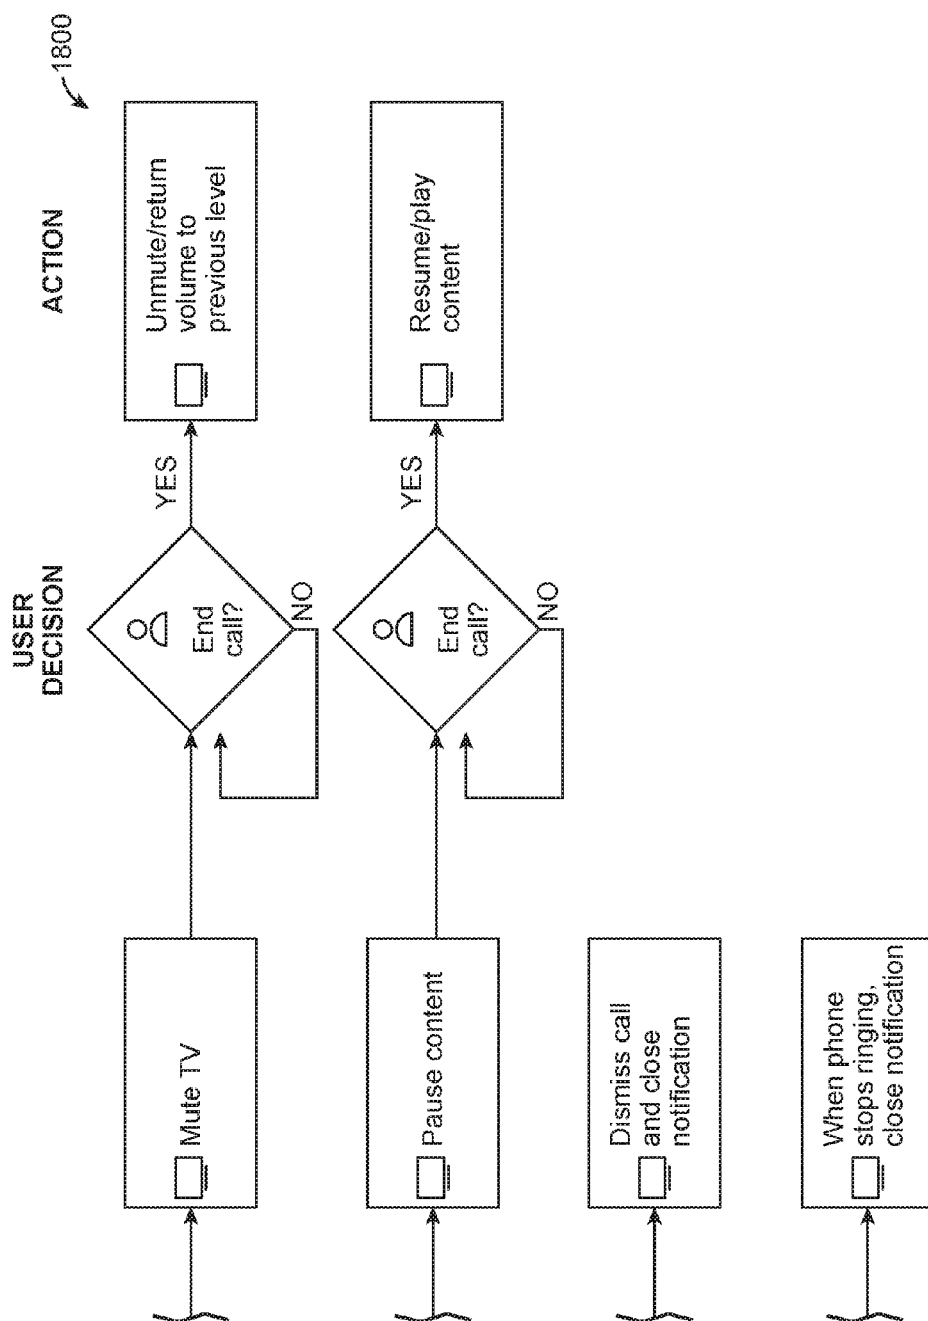 USER
DECISION
ACTION
1800
Mute TV
End
call?
YES
NO
Unmute/return
volume to
previous level
Pause content
End
call?
YES
NO
Resume/play
content
Dismiss call
and close
notification
When phone
stops ringing,
close notification